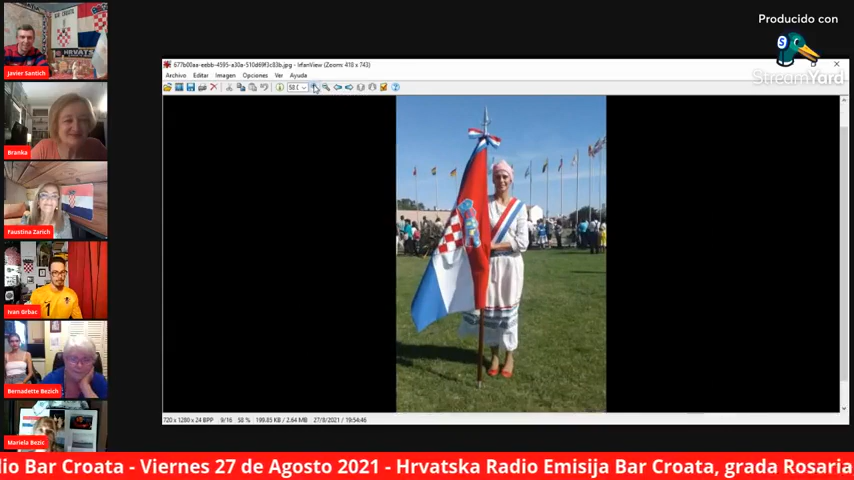 Producido con
StreamYard
677b00aa-eebb-4595-a30a-510d69f3c83b.jpg - IrfanView (Zoom: 418 x 743)
Archivo Editar Imagen Opciones Ver Ayuda
Javier Santich
Branka
Faustina Zarich
Ivan Grbac
Bernadette Bezich
Mariela Bezic
720 x 1280 x 24 BPP 9/16 58 % 199.85 KB / 2.64 MB 27/8/2021 / 19:54:46
dio Bar Croata - Viernes 27 de Agosto 2021 - Hrvatska Radio Emisija Bar Croata, grada Rosaria